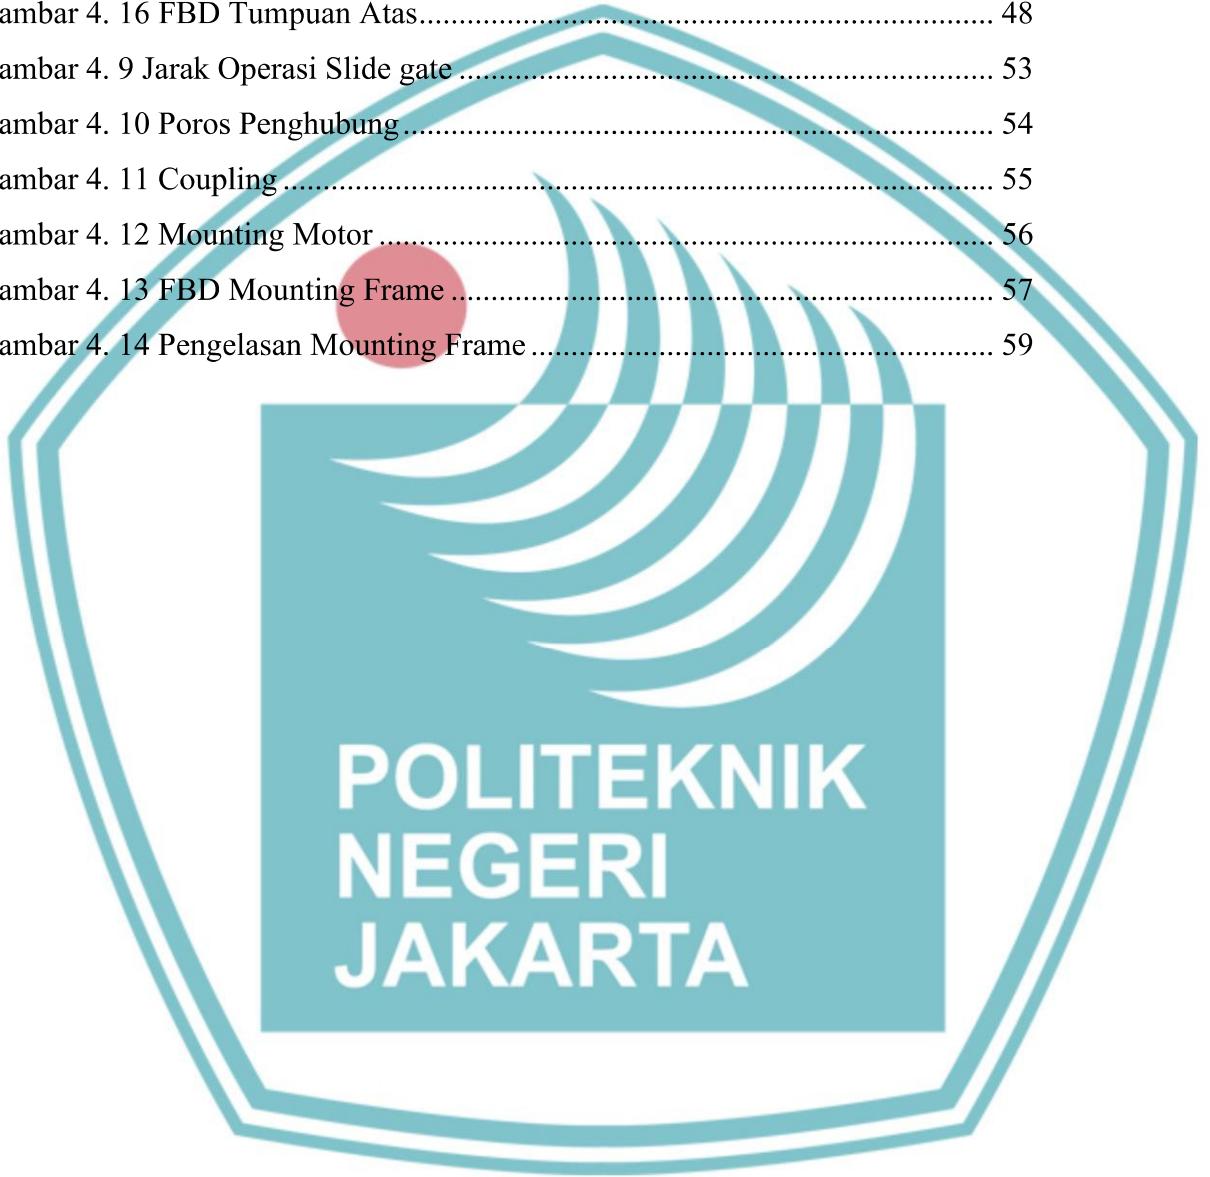 ambar 4. 16 FBD Tumpuan Atas........................................................................ 48
ambar 4. 9 Jarak Operasi Slide gate ................................................................... 53
ambar 4. 10 Poros Penghubung.......................................................................... 54
ambar 4. 11 Coupling ......................................................................................... 55
ambar 4. 12 Mounting Motor ............................................................................. 56
ambar 4. 13 FBD Mounting Frame .................................................................... 57
ambar 4. 14 Pengelasan Mounting Frame .......................................................... 59
POLITEKNIK
NEGERI
JAKARTA